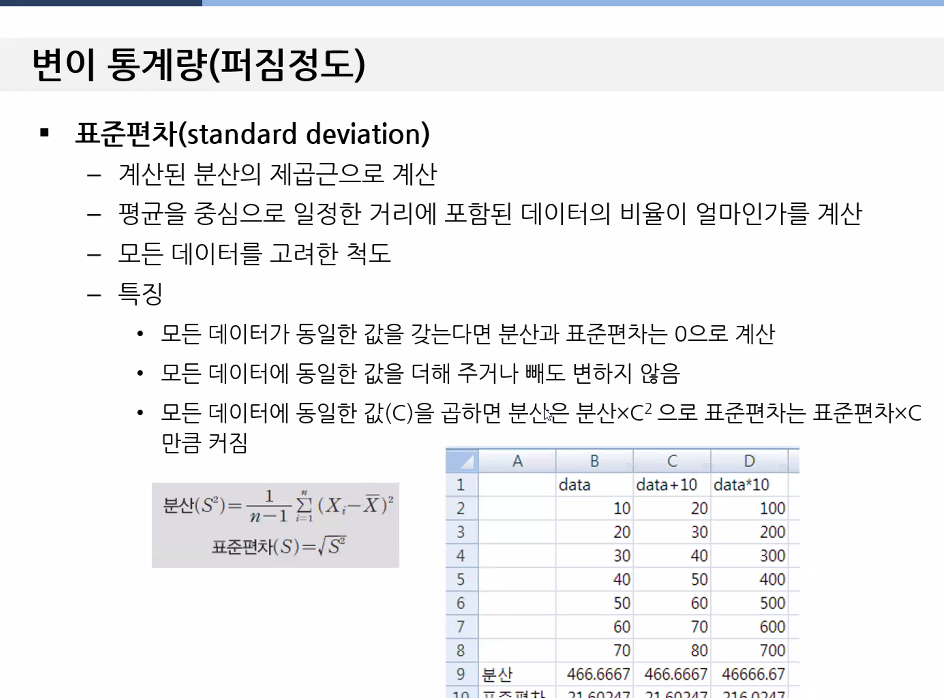 변이 통계량(퍼짐정도)
▪ 표준편차(standard deviation)
– 계산된 분산의 제곱근으로 계산
– 평균을 중심으로 일정한 거리에 포함된 데이터의 비율이 얼마인가를 계산
– 모든 데이터를 고려한 척도
– 특징
• 모든 데이터가 동일한 값을 갖는다면 분산과 표준편차는 0으로 계산
• 모든 데이터에 동일한 값을 더해 주거나 빼도 변하지 않음
• 모든 데이터에 동일한 값(C)을 곱하면 분산은 분산×C² 으로 표준편차는 표준편차×C
만큼 커짐
분산(S²)=1/(n−1) Σ(i=1, n) (Xᵢ−X̄)²
표준편차(S)=√S²
A B C D
1 data data+10 data*10
2 10 20 100
3 20 30 200
4 30 40 300
5 40 50 400
6 50 60 500
7 60 70 600
8 70 80 700
9 분산 466.6667 466.6667 46666.67
10 표준편차 21.60247 21.60247 216.0247